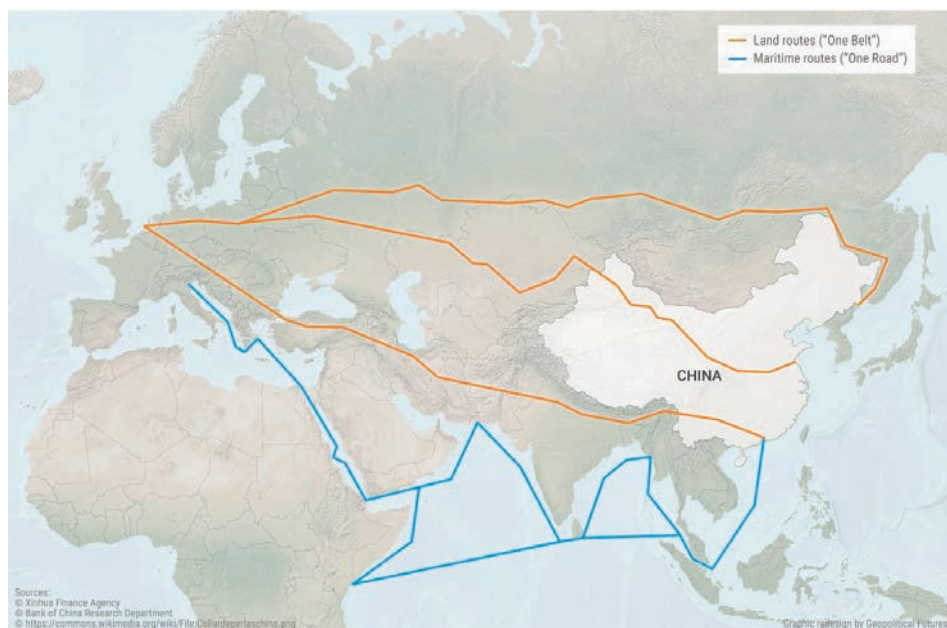 Land routes ("One Belt")
Maritime routes ("One Road")
CHINA
Sources:
© Xinhua Finance Agency
© Bank of China Research Department
© https://commons.wikimedia.org/wiki/File:Collardeperlaschino.png
Graphic redesign by Geopolitical Futures